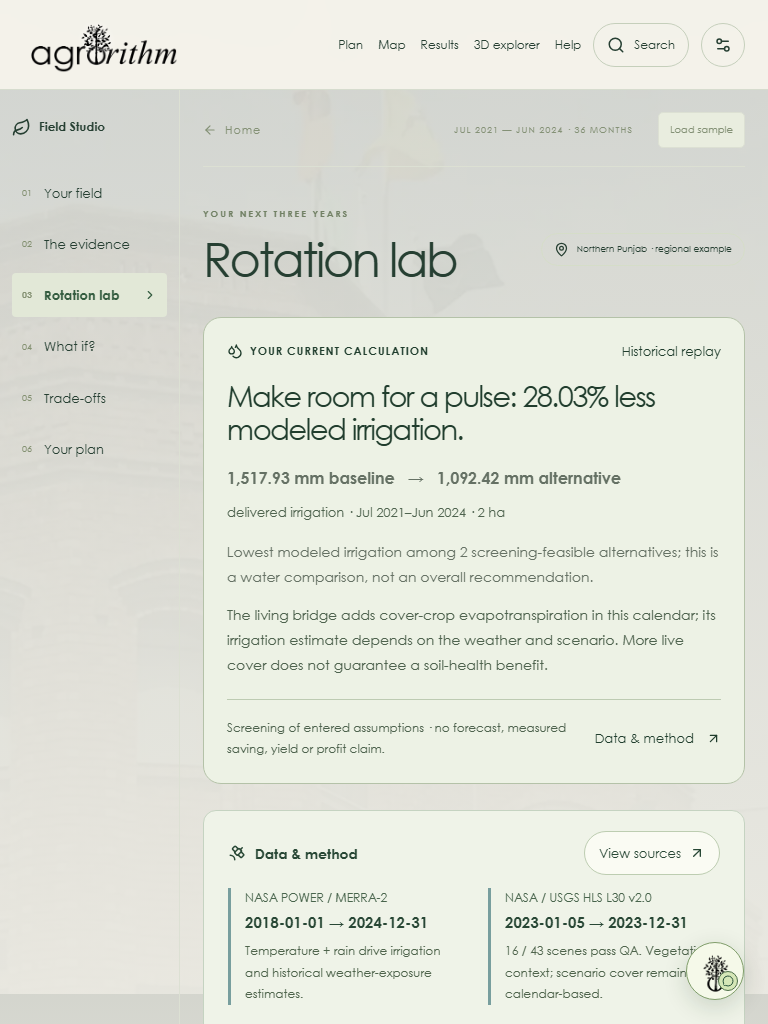 agrorithm
Plan Map Results 3D explorer Help Search
Field Studio
01 Your field
02 The evidence
03 Rotation lab
04 What if?
05 Trade-offs
06 Your plan
← Home
JUL 2021 — JUN 2024 · 36 MONTHS
Load sample
YOUR NEXT THREE YEARS
Rotation lab
Northern Punjab · regional example
YOUR CURRENT CALCULATION
Historical replay
Make room for a pulse: 28.03% less
modeled irrigation.
1,517.93 mm baseline → 1,092.42 mm alternative
delivered irrigation · Jul 2021–Jun 2024 · 2 ha
Lowest modeled irrigation among 2 screening-feasible alternatives; this is
a water comparison, not an overall recommendation.
The living bridge adds cover-crop evapotranspiration in this calendar; its
irrigation estimate depends on the weather and scenario. More live
cover does not guarantee a soil-health benefit.
Screening of entered assumptions · no forecast, measured
saving, yield or profit claim.
Data & method
Data & method
View sources
NASA POWER / MERRA-2
2018-01-01 → 2024-12-31
Temperature + rain drive irrigation
and historical weather-exposure
estimates.
NASA / USGS HLS L30 v2.0
2023-01-05 → 2023-12-31
16 / 43 scenes pass QA.
context; scenario cover
calendar-based.